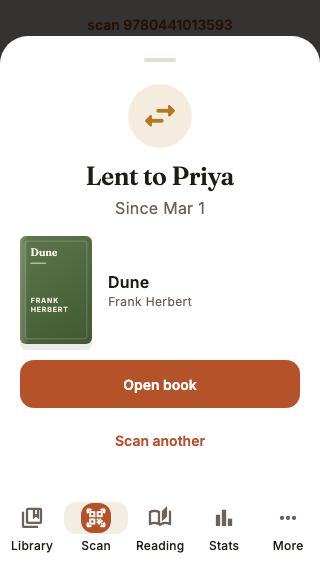 scan 9780441013593
Lent to Priya
Since Mar 1
Dune
FRANK
HERBERT
Dune
Frank Herbert
Open book
Scan another
Library
Scan
Reading
Stats
More